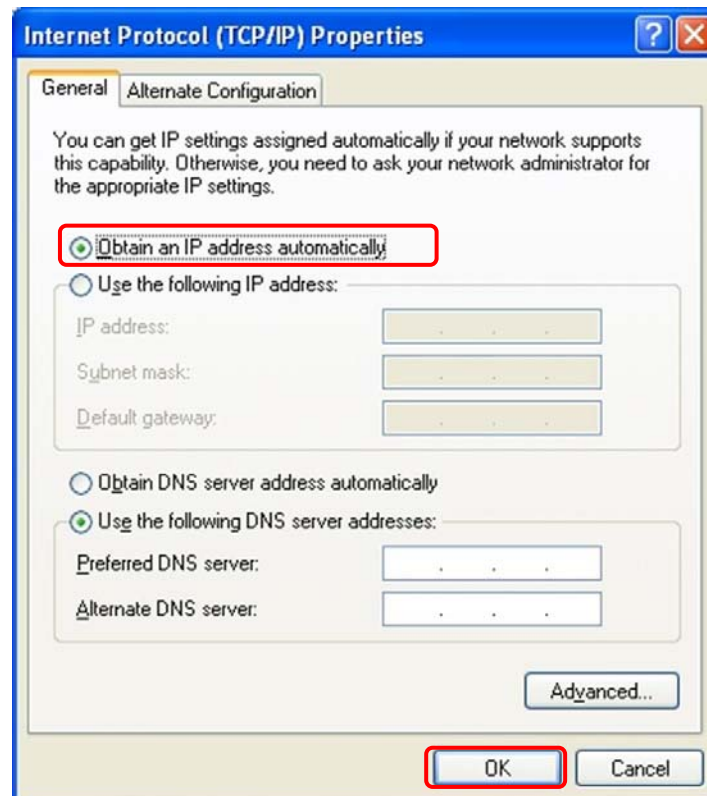 Internet Protocol (TCP/IP) Properties
General
Alternate Configuration
You can get IP settings assigned automatically if your network supports
this capability. Otherwise, you need to ask your network administrator for
the appropriate IP settings.
Obtain an IP address automatically
Use the following IP address:
IP address:
Subnet mask:
Default gateway:
Obtain DNS server address automatically
Use the following DNS server addresses:
Preferred DNS server:
Alternate DNS server:
Advanced...
OK
Cancel